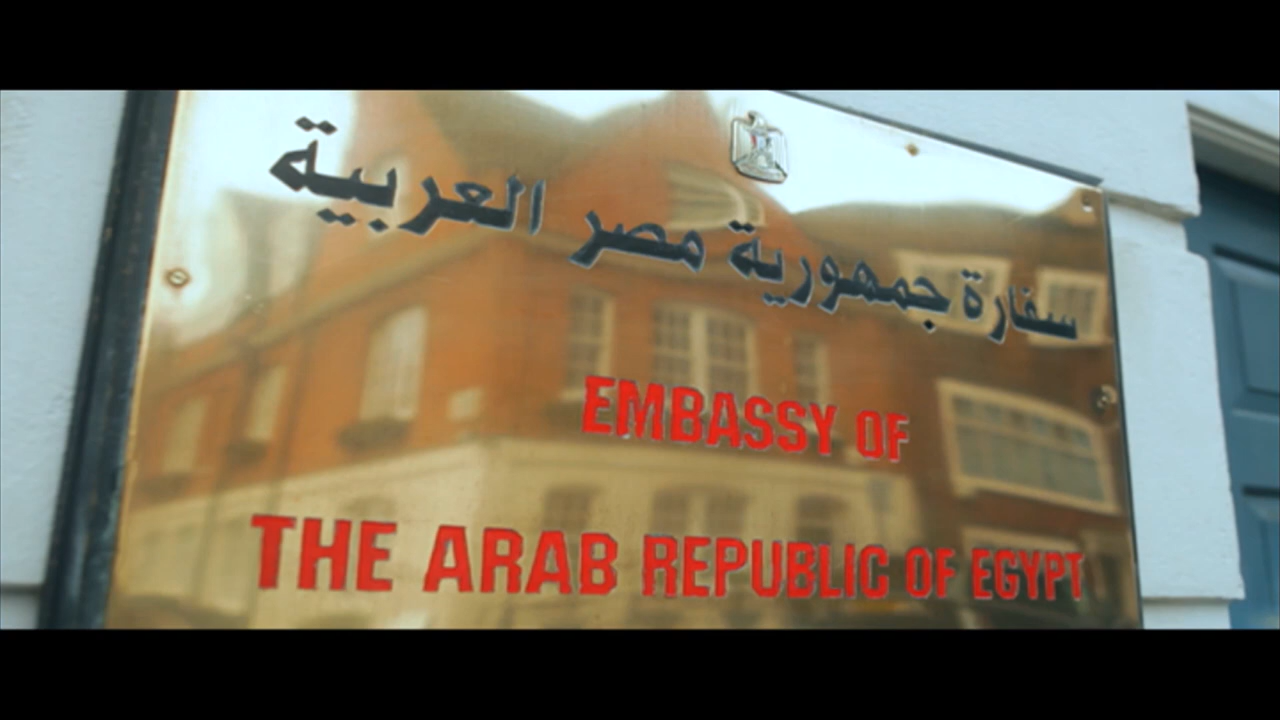 سفارة جمهورية مصر العربية
EMBASSY OF
THE ARAB REPUBLIC OF EGYPT